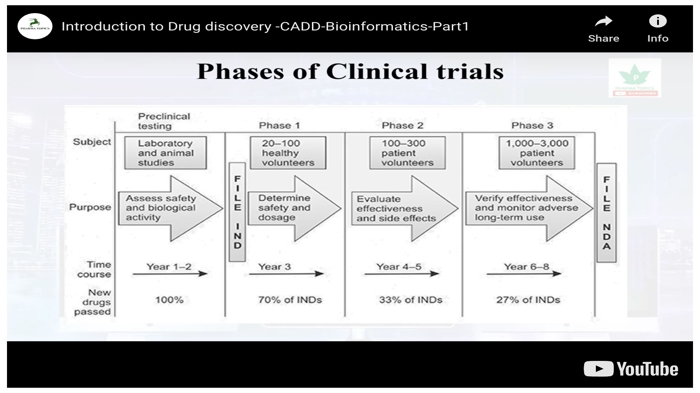 Introduction to Drug discovery -CADD-Bioinformatics-Part1
Share
Info
Phases of Clinical trials
Preclinical
testing
Phase 1
Phase 2
Phase 3
Subject
Laboratory
and animal
studies
20–100
healthy
volunteers
100–300
patient
volunteers
1,000–3,000
patient
volunteers
Purpose
Assess safety
and biological
activity
FILE IND
Determine
safety and
dosage
Evaluate
effectiveness
and side effects
Verify effectiveness
and monitor adverse
long-term use
FILE NDA
Time
course
Year 1–2
Year 3
Year 4–5
Year 6–8
New
drugs
passed
100%
70% of INDs
33% of INDs
27% of INDs
YouTube